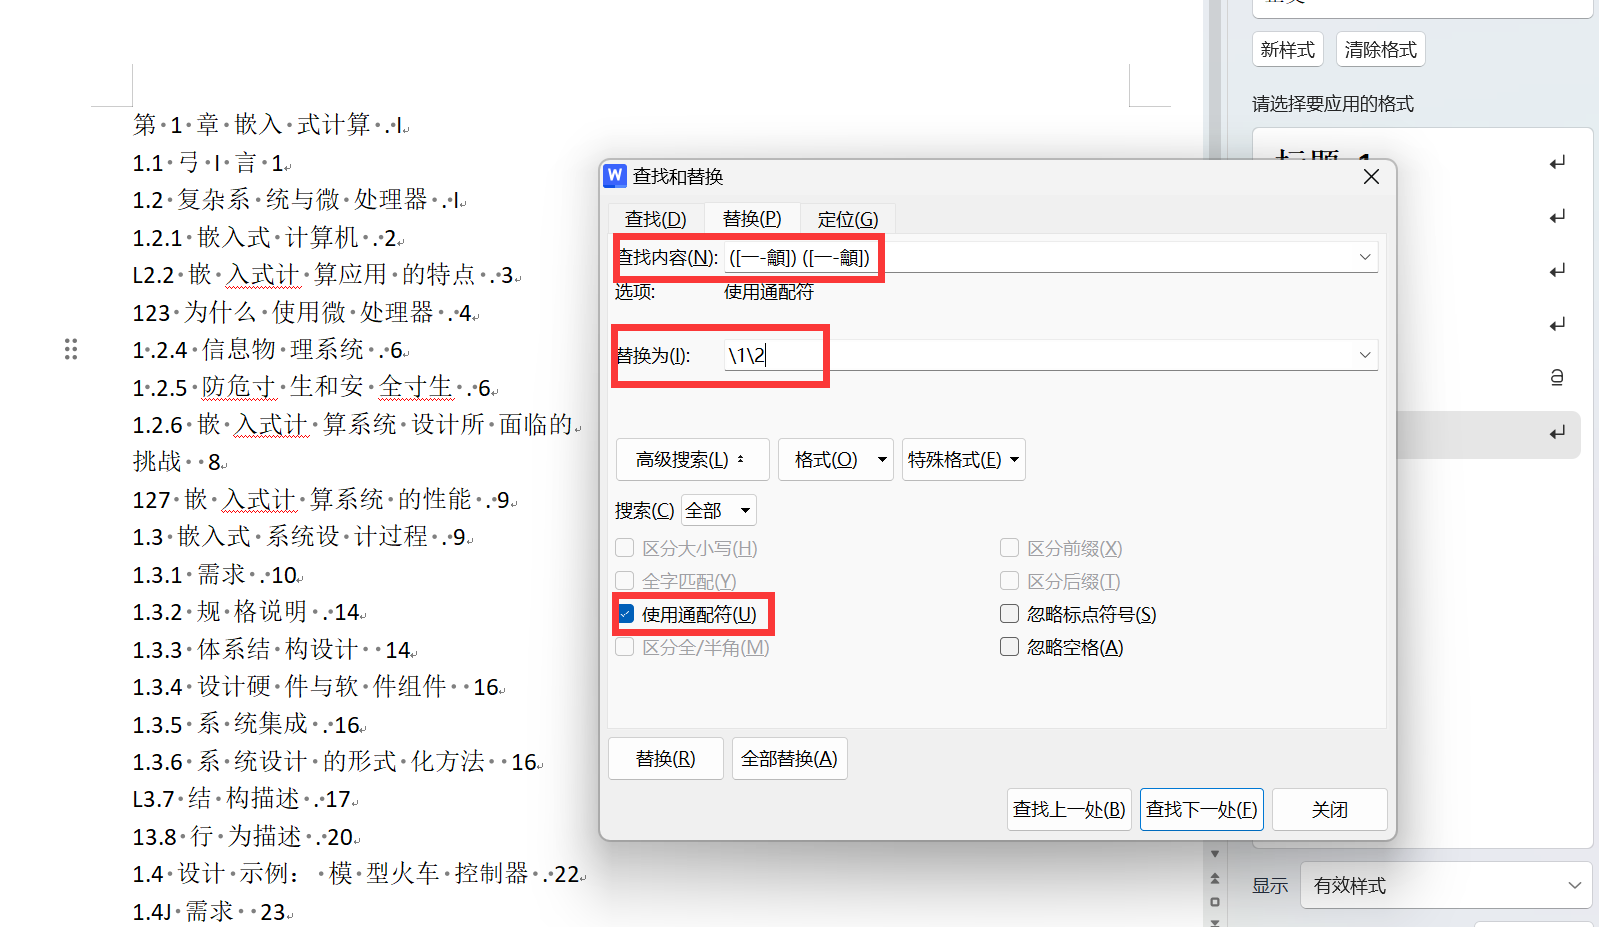 新样式 清除格式
请选择要应用的格式
第 1 章 嵌入 式计算 . I
1.1 弓 I 言 1
1.2 复杂系 统与微 处理器 . I
1.2.1 嵌入式 计算机 . 2
L2.2 嵌 入式计 算应用 的特点 . 3
123 为什么 使用微 处理器 . 4
1 .2.4 信息物 理系统 . 6
1 .2.5 防危寸 生和安 全寸生 . 6
1.2.6 嵌 入式计 算系统 设计所 面临的
挑战 8
127 嵌 入式计 算系统 的性能 . 9
1.3 嵌入式 系统设 计过程 . 9
1.3.1 需求 . 10
1.3.2 规 格说明 . 14
1.3.3 体系结 构设计 14
1.3.4 设计硬 件与软 件组件 16
1.3.5 系 统集成 . 16
1.3.6 系 统设计 的形式 化方法 16
L3.7 结 构描述 . 17
13.8 行 为描述 . 20
1.4 设计 示例： 模 型火车 控制器 . 22
1.4J 需求 23
W 查找和替换
查找(D) 替换(P) 定位(G)
查找内容(N): ([一-龥]) ([一-龥])
选项: 使用通配符
替换为(I): \1\2
高级搜索(L) 格式(O) 特殊格式(E)
搜索(C) 全部
区分大小写(H) 区分前缀(X)
全字匹配(Y) 区分后缀(T)
使用通配符(U) 忽略标点符号(S)
区分全/半角(M) 忽略空格(A)
替换(R) 全部替换(A)
查找上一处(B) 查找下一处(F) 关闭
a
显示 有效样式